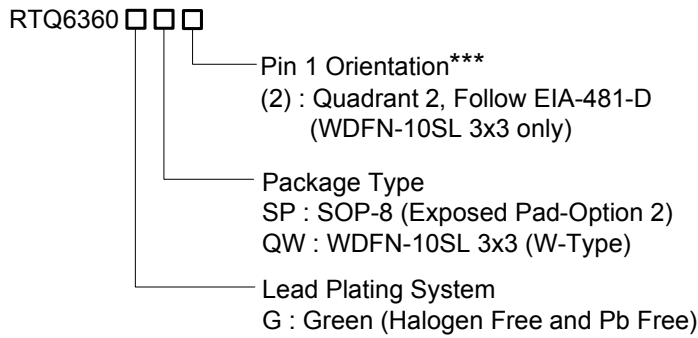 RTQ6360
Pin 1 Orientation***
(2) : Quadrant 2, Follow EIA-481-D
(WDFN-10SL 3x3 only)
Package Type
SP : SOP-8 (Exposed Pad-Option 2)
QW : WDFN-10SL 3x3 (W-Type)
Lead Plating System
G : Green (Halogen Free and Pb Free)